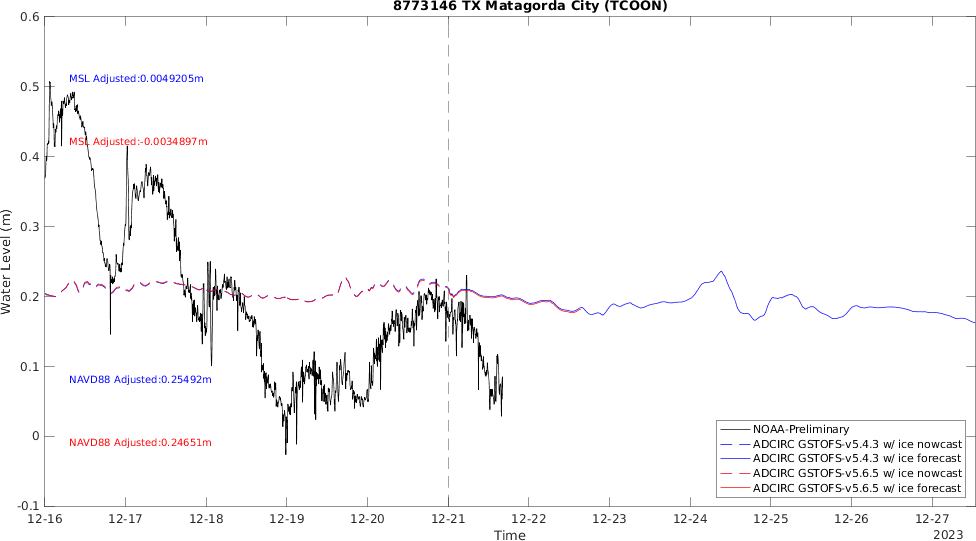 8773146 TX Matagorda City (TCOON)
0.6
0.5
0.4
0.3
0.2
0.1
0
-0.1
Water Level (m)
MSL Adjusted:0.0049205m
MSL Adjusted:-0.0034897m
NAVD88 Adjusted:0.25492m
NAVD88 Adjusted:0.24651m
NOAA-Preliminary
ADCIRC GSTOFS-v5.4.3 w/ ice nowcast
ADCIRC GSTOFS-v5.4.3 w/ ice forecast
ADCIRC GSTOFS-v5.6.5 w/ ice nowcast
ADCIRC GSTOFS-v5.6.5 w/ ice forecast
12-16 12-17 12-18 12-19 12-20 12-21 12-22 12-23 12-24 12-25 12-26 12-27
Time
2023